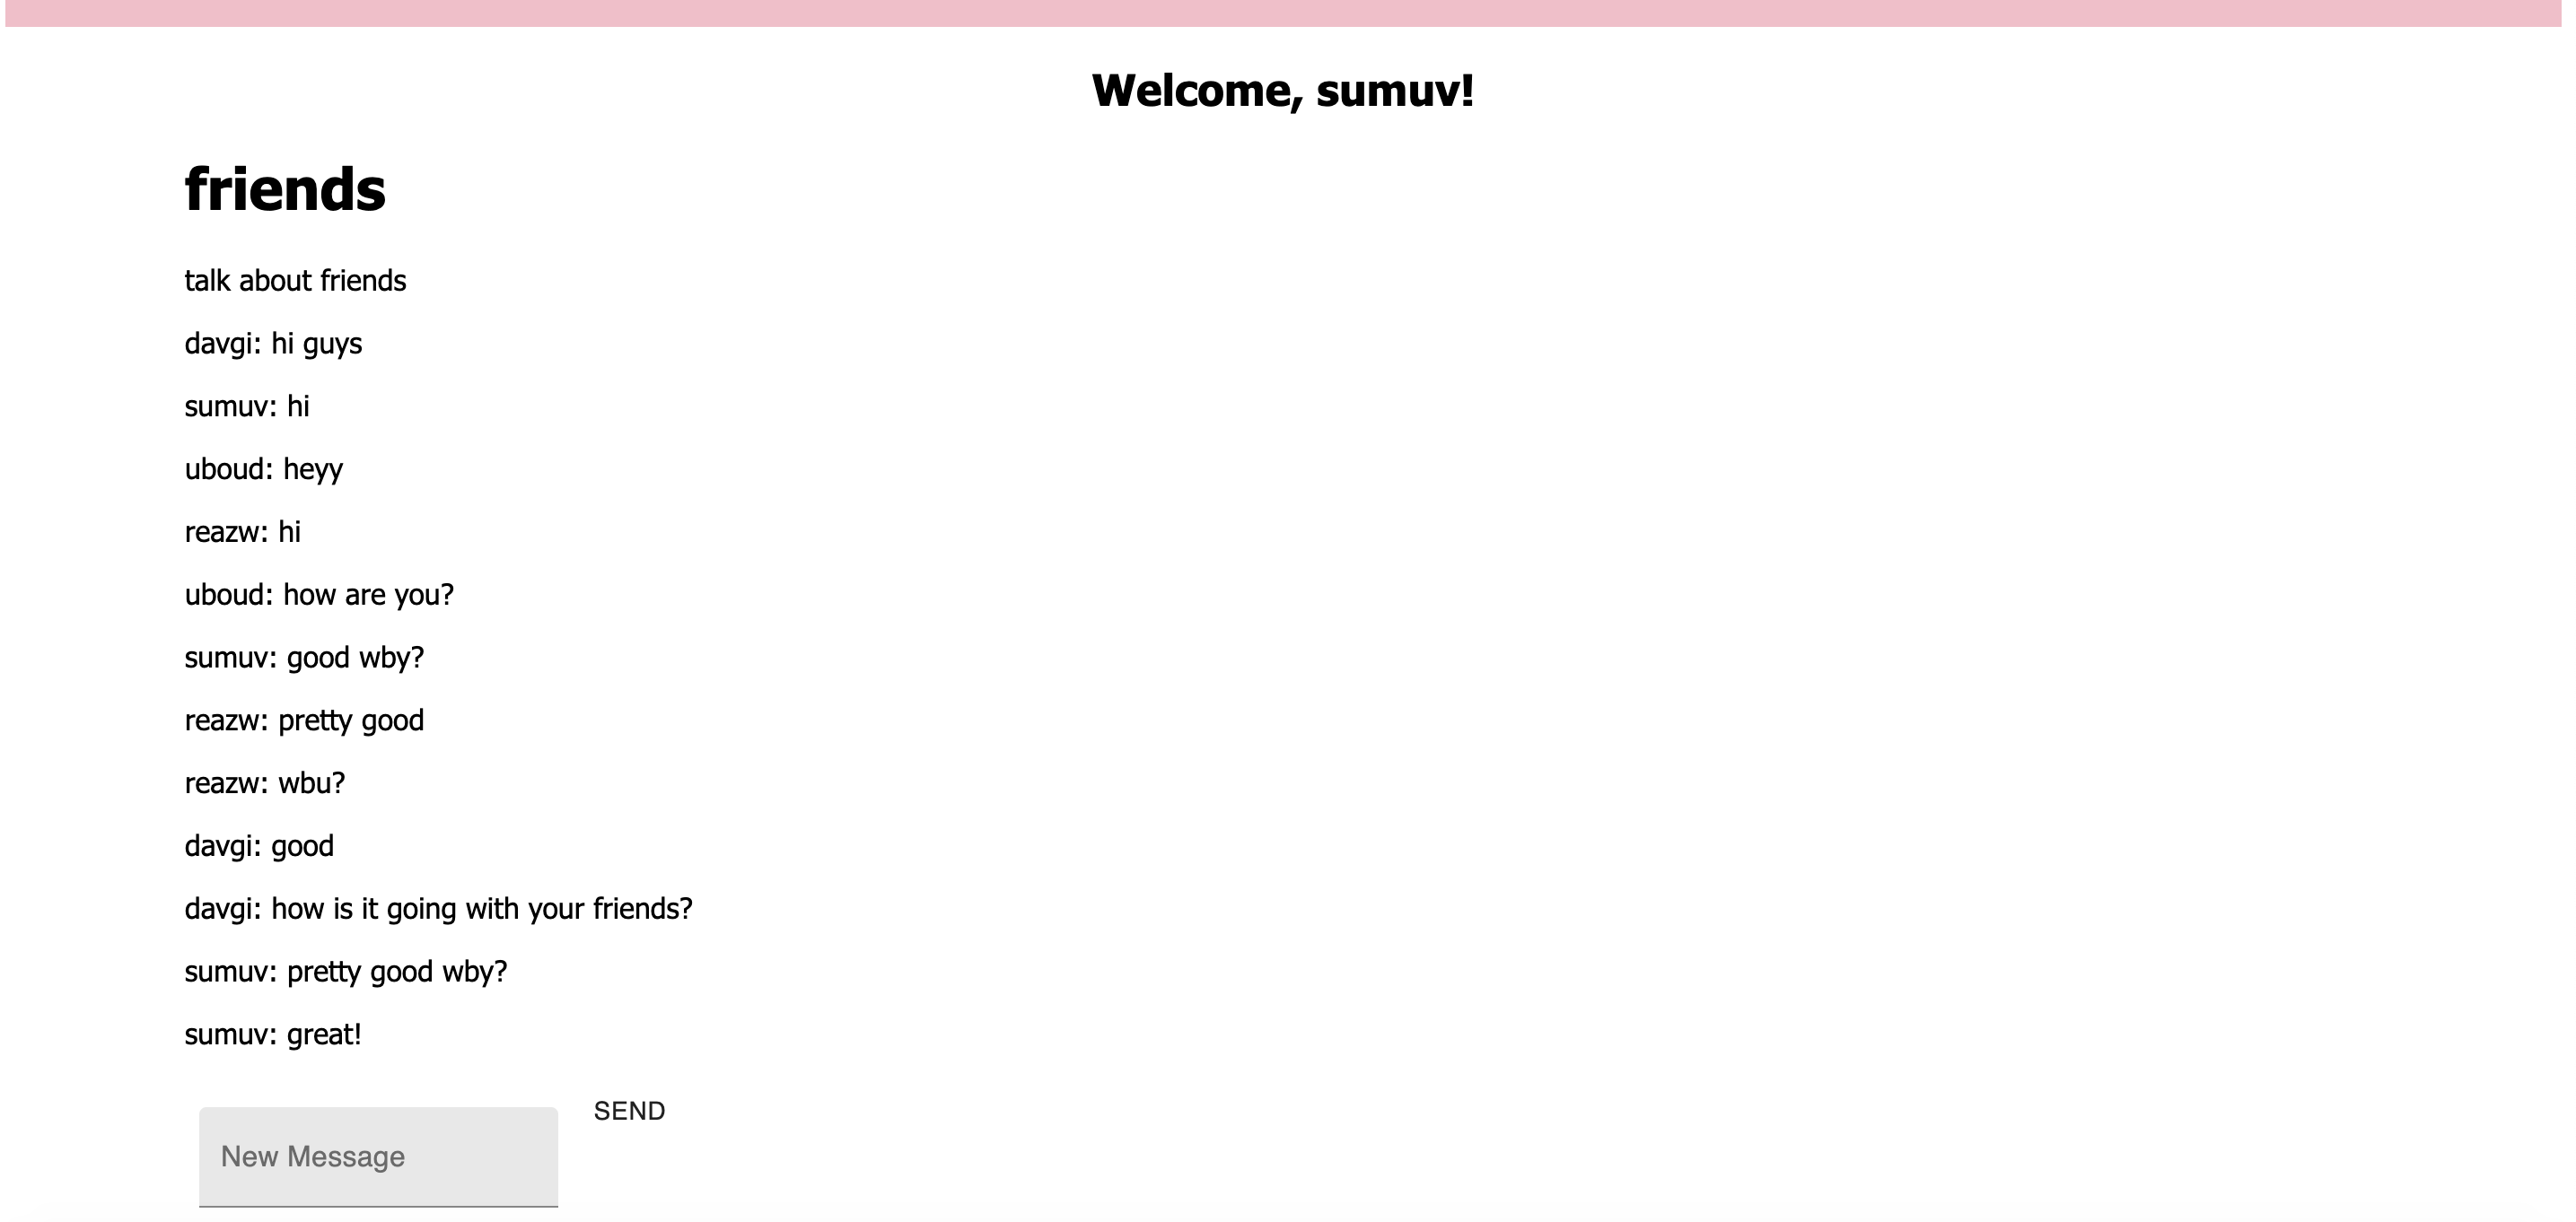 Welcome, sumuv!
friends
talk about friends
davgi: hi guys
sumuv: hi
uboud: heyy
reazw: hi
uboud: how are you?
sumuv: good wby?
reazw: pretty good
reazw: wbu?
davgi: good
davgi: how is it going with your friends?
sumuv: pretty good wby?
sumuv: great!
SEND
New Message